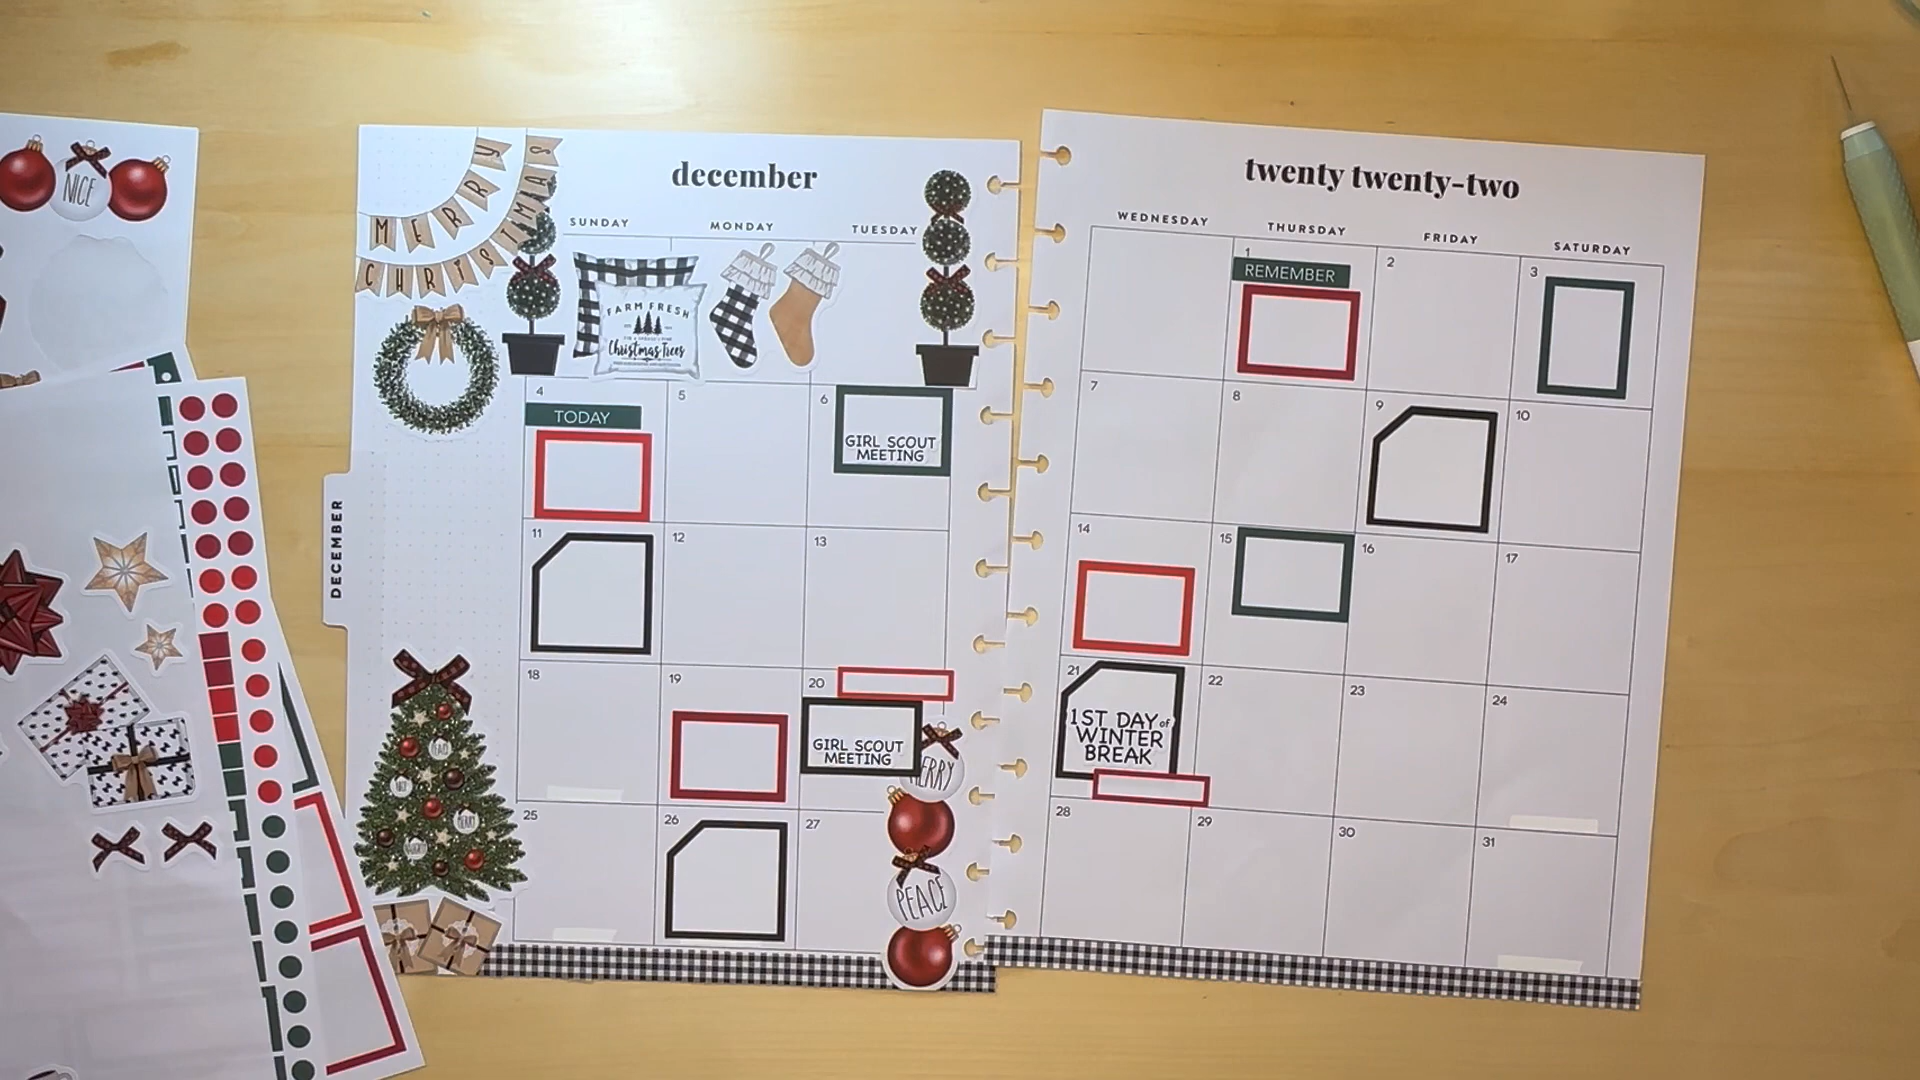 NICE
MERRY
CHRISTMAS
december
twenty twenty-two
SUNDAY
MONDAY
TUESDAY
WEDNESDAY
THURSDAY
FRIDAY
SATURDAY
FARM FRESH
Christmas Trees
1
REMEMBER
2
3
4
TODAY
5
6
GIRL SCOUT
MEETING
7
8
9
10
DECEMBER
11
12
13
14
15
16
17
18
19
20
GIRL SCOUT
MEETING
MERRY
21
1ST DAY of
WINTER
BREAK
22
23
24
25
26
27
PEACE
28
29
30
31